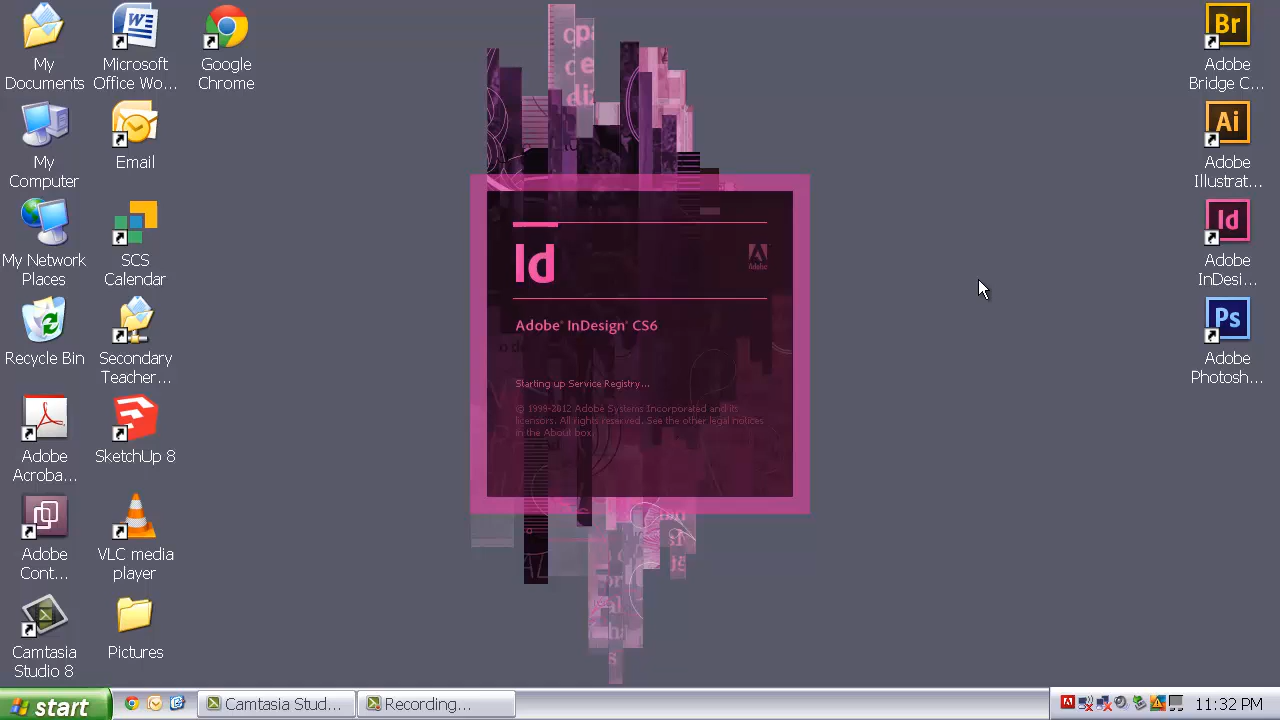 My
Documents
Microsoft
Office Wo...
Google
Chrome
My
Computer
Email
My Network
Places
SCS
Calendar
Recycle Bin
Secondary
Teacher...
Adobe
Acroba...
SketchUp 8
Adobe
Cont...
VLC media
player
Camtasia
Studio 8
Pictures
Id
Adobe
Adobe® InDesign® CS6
Starting up Service Registry...
© 1999-2012 Adobe Systems Incorporated and its
licensors. All rights reserved. See the other legal notices
in the About box.
Br
Adobe
Bridge C...
Ai
Adobe
Illustrat...
Id
Adobe
InDesi...
Ps
Adobe
Photosh...
start
Camtasia Stud...
Recording...
11:32 PM